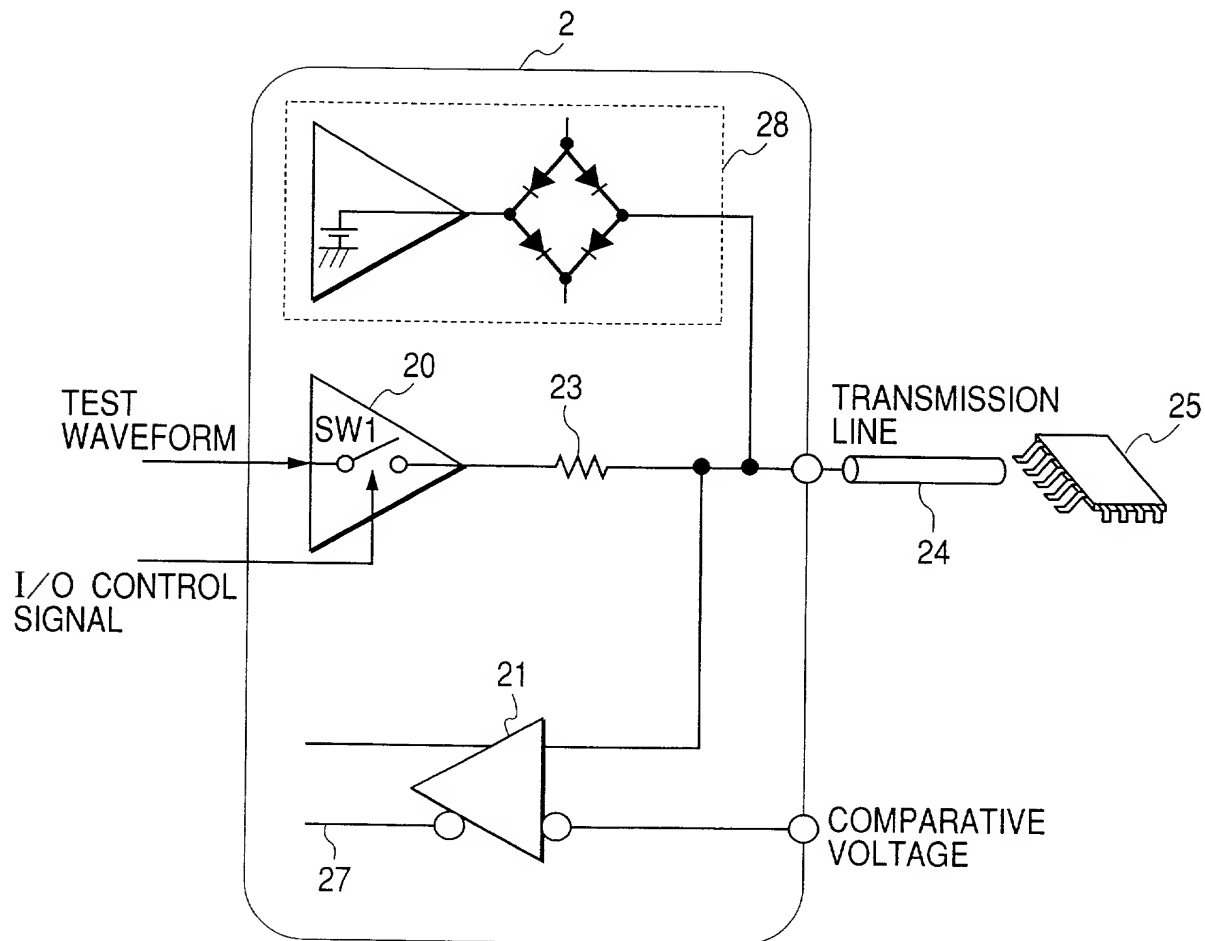 2
28
20
TEST
WAVEFORM
SW1
23
TRANSMISSION
LINE
25
24
I/O CONTROL
SIGNAL
21
27
COMPARATIVE
VOLTAGE